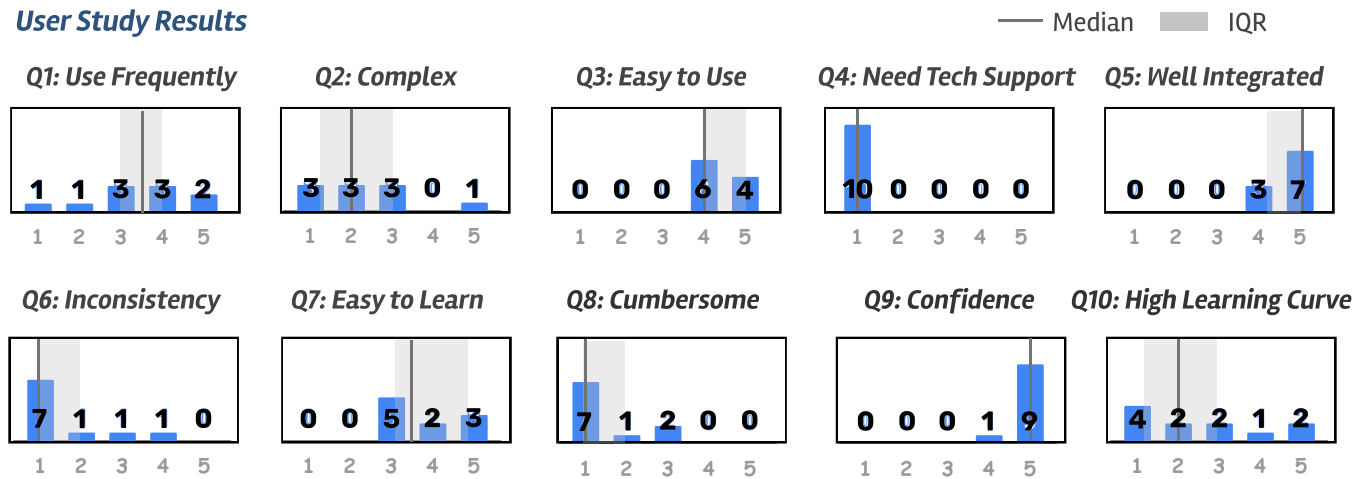 User Study Results
Median IQR
Q1: Use Frequently Q2: Complex Q3: Easy to Use Q4: Need Tech Support Q5: Well Integrated
1 1 3 3 2 3 3 3 0 1 0 0 0 6 4 10 0 0 0 0 0 0 0 3 7
1 2 3 4 5 1 2 3 4 5 1 2 3 4 5 1 2 3 4 5 1 2 3 4 5
Q6: Inconsistency Q7: Easy to Learn Q8: Cumbersome Q9: Confidence Q10: High Learning Curve
7 1 1 1 0 0 0 5 2 3 7 1 2 0 0 0 0 0 1 9 4 2 2 1 2
1 2 3 4 5 1 2 3 4 5 1 2 3 4 5 1 2 3 4 5 1 2 3 4 5